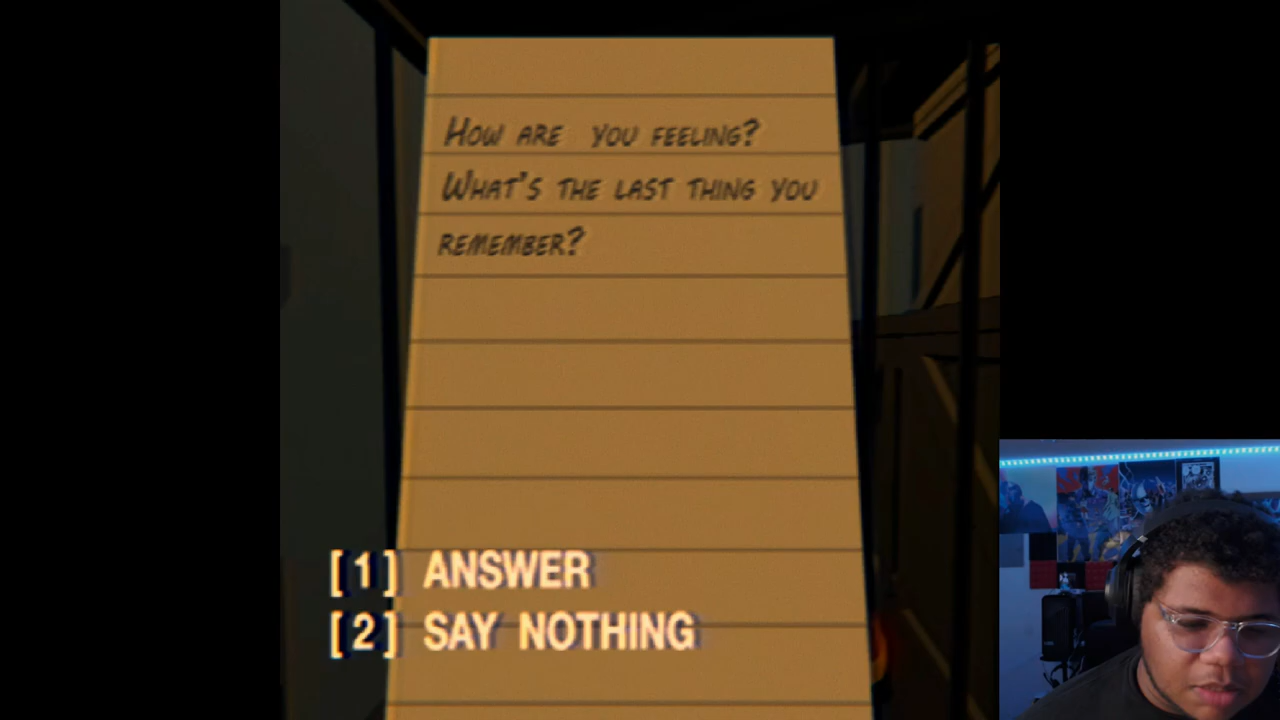 How are you feeling?
What's the last thing you
remember?
[1] ANSWER
[2] SAY NOTHING